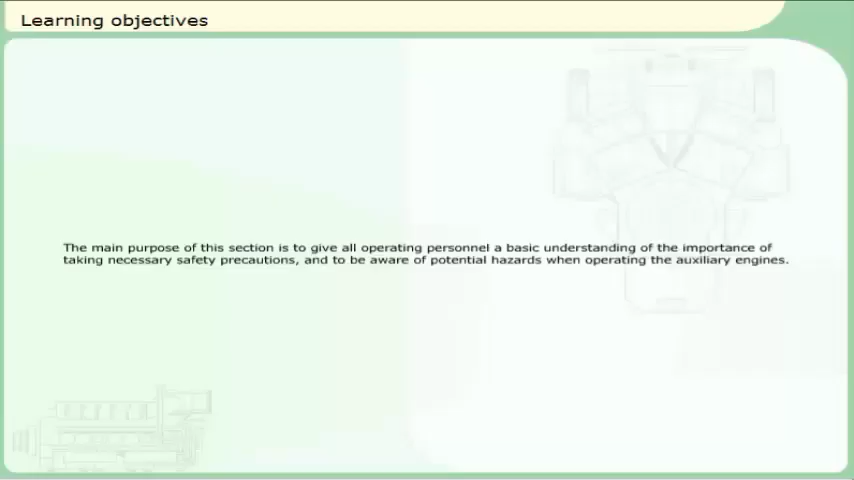 Learning objectives
The main purpose of this section is to give all operating personnel a basic understanding of the importance of
taking necessary safety precautions, and to be aware of potential hazards when operating the auxiliary engines.